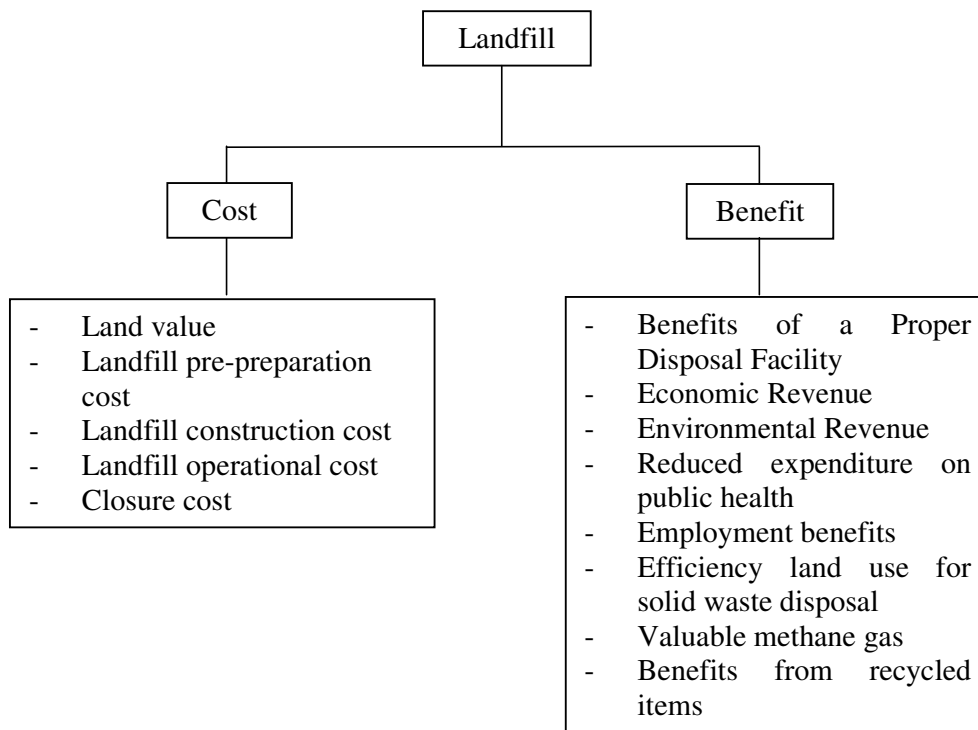 Landfill
Cost
Benefit
- Land value
- Landfill pre-preparation
cost
- Landfill construction cost
- Landfill operational cost
- Closure cost
- Benefits of a Proper
Disposal Facility
- Economic Revenue
- Environmental Revenue
- Reduced expenditure on
public health
- Employment benefits
- Efficiency land use for
solid waste disposal
- Valuable methane gas
- Benefits from recycled
items